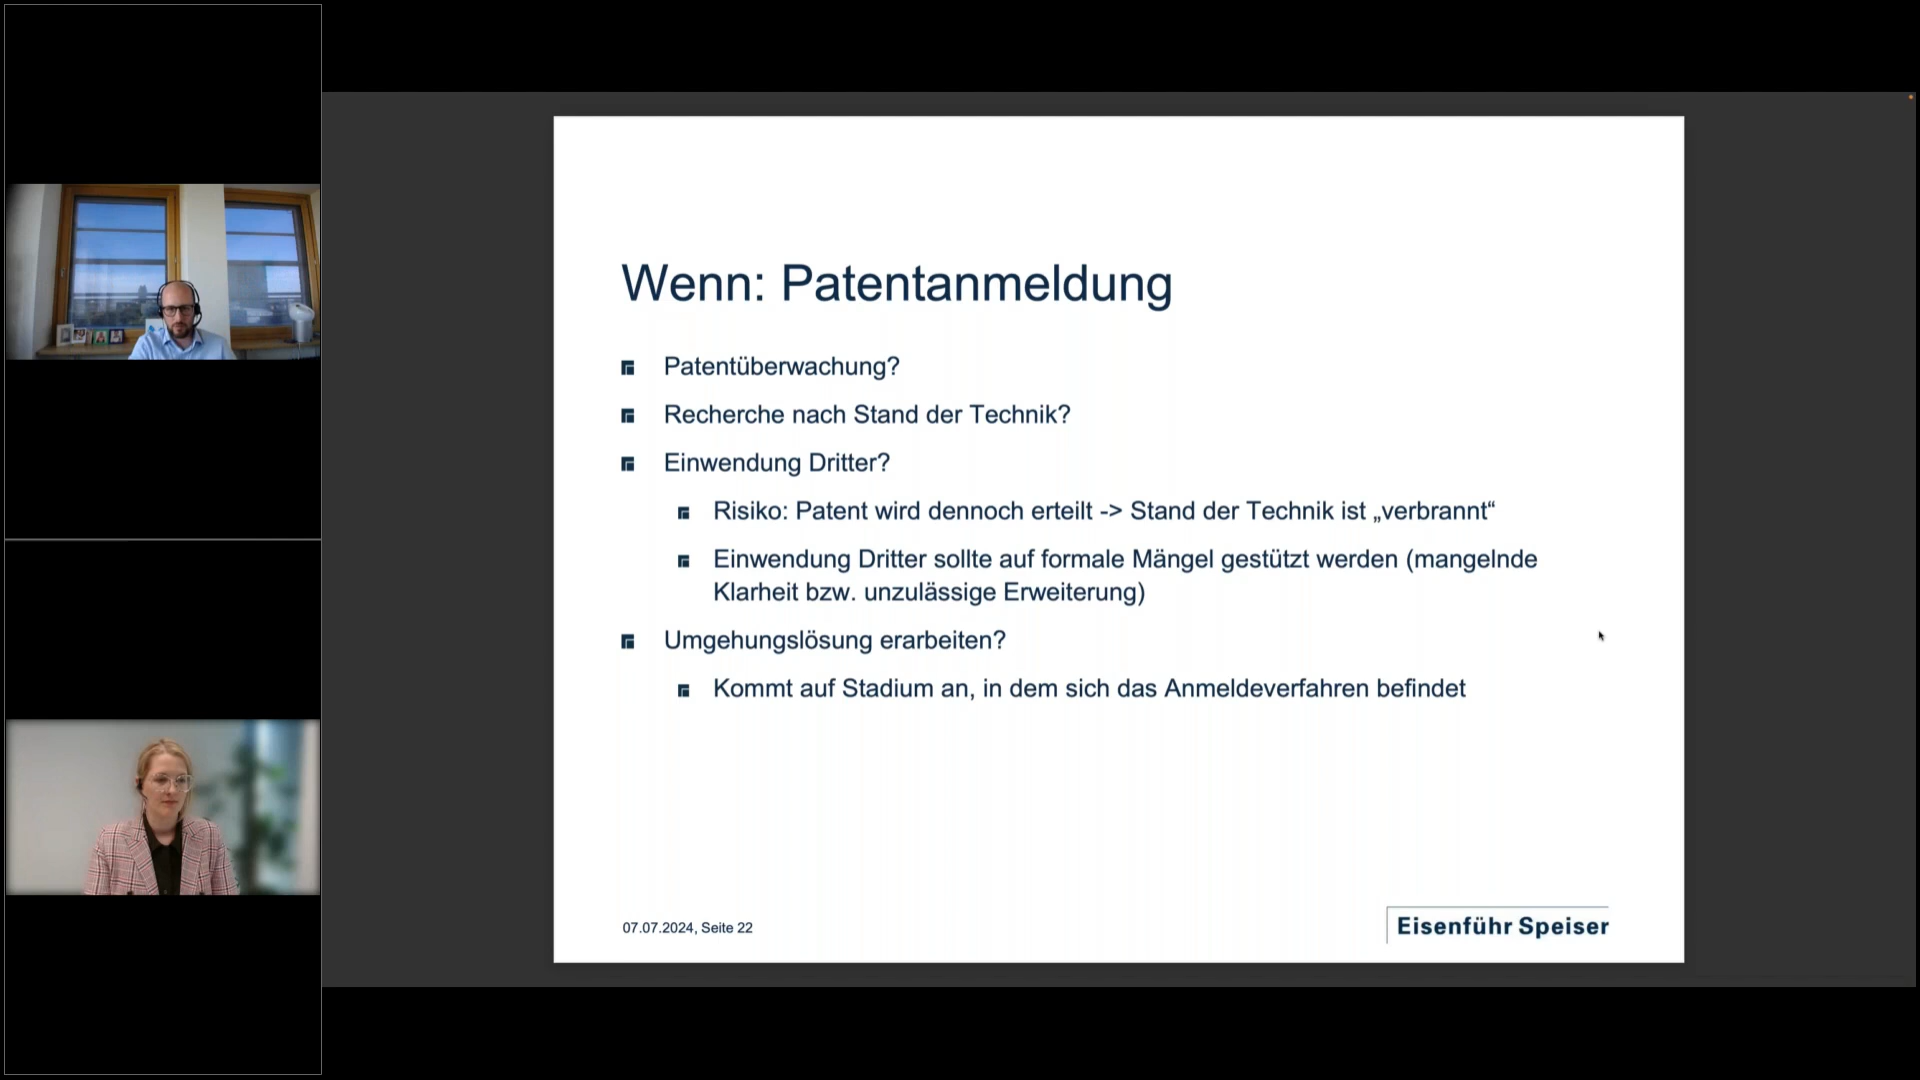 Wenn: Patentanmeldung
Patentüberwachung?
Recherche nach Stand der Technik?
Einwendung Dritter?
Risiko: Patent wird dennoch erteilt -> Stand der Technik ist „verbrannt“
Einwendung Dritter sollte auf formale Mängel gestützt werden (mangelnde
Klarheit bzw. unzulässige Erweiterung)
Umgehungslösung erarbeiten?
Kommt auf Stadium an, in dem sich das Anmeldeverfahren befindet
07.07.2024, Seite 22
Eisenführ Speiser